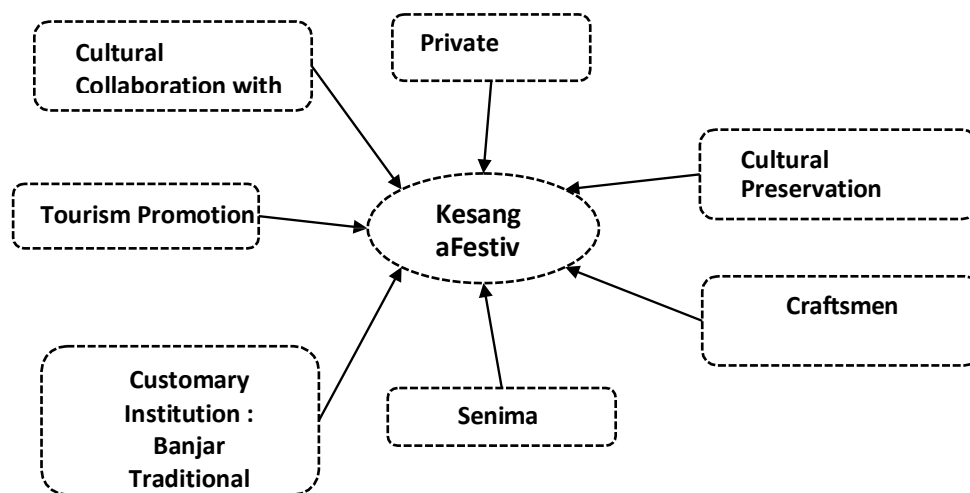 Cultural
Collaboration with
Private
Cultural
Preservation
Tourism Promotion
Kesang
aFestiv
Craftsmen
Customary
Institution :
Banjar
Traditional
Senima